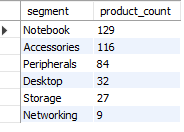 segment product_count
Notebook 129
Accessories 116
Peripherals 84
Desktop 32
Storage 27
Networking 9